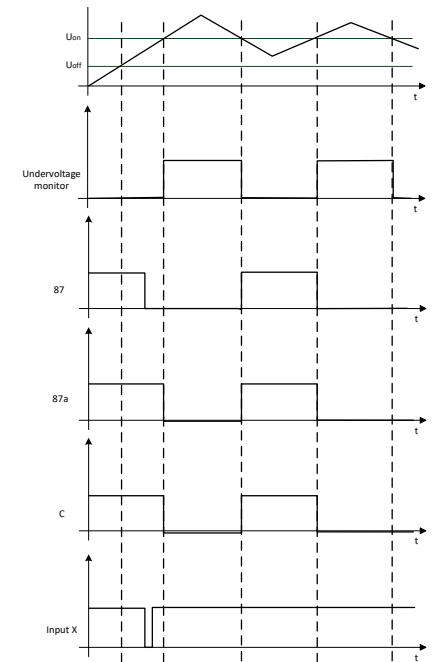 Uon
Uoff
t
Undervoltage
monitor
t
87
t
87a
t
C
t
Input X
t